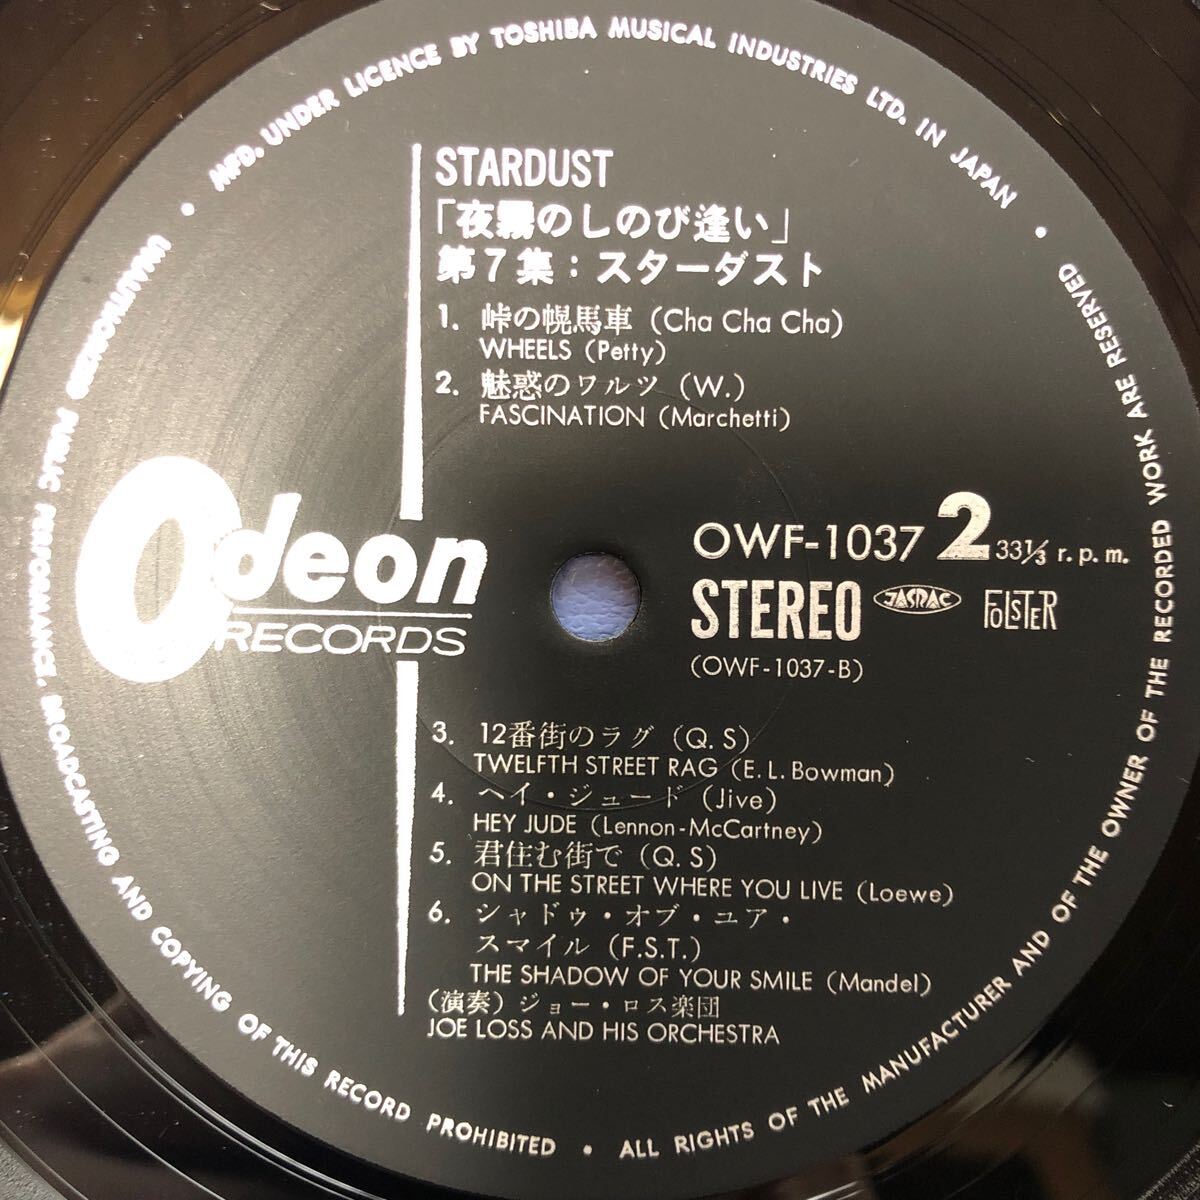 MFD. UNDER LICENCE BY TOSHIBA MUSICAL INDUSTRIES LTD. IN JAPAN
STARDUST
「夜霧のしのび逢い」
第7集：スターダスト
1. 峠の幌馬車 (Cha Cha Cha)
WHEELS (Petty)
2. 魅惑のワルツ (W.)
FASCINATION (Marchetti)
Odeon
RECORDS
OWF-1037 2 33⅓ r.p.m.
STEREO JASRAC FOLSTER
(OWF-1037-B)
3. 12番街のラグ (Q.S)
TWELFTH STREET RAG (E.L.Bowman)
4. ヘイ・ジュード (Jive)
HEY JUDE (Lennon-McCartney)
5. 君住む街で (Q.S)
ON THE STREET WHERE YOU LIVE (Loewe)
6. シャドゥ・オブ・ユア・
スマイル (F.S.T.)
THE SHADOW OF YOUR SMILE (Mandel)
(演奏) ジョー・ロス楽団
JOE LOSS AND HIS ORCHESTRA
UNAUTHORIZED PUBLIC PERFORMANCE, BROADCASTING AND COPYING OF THIS RECORD PROHIBITED • ALL RIGHTS OF THE MANUFACTURER AND OF THE OWNER OF THE RECORDED WORK ARE RESERVED